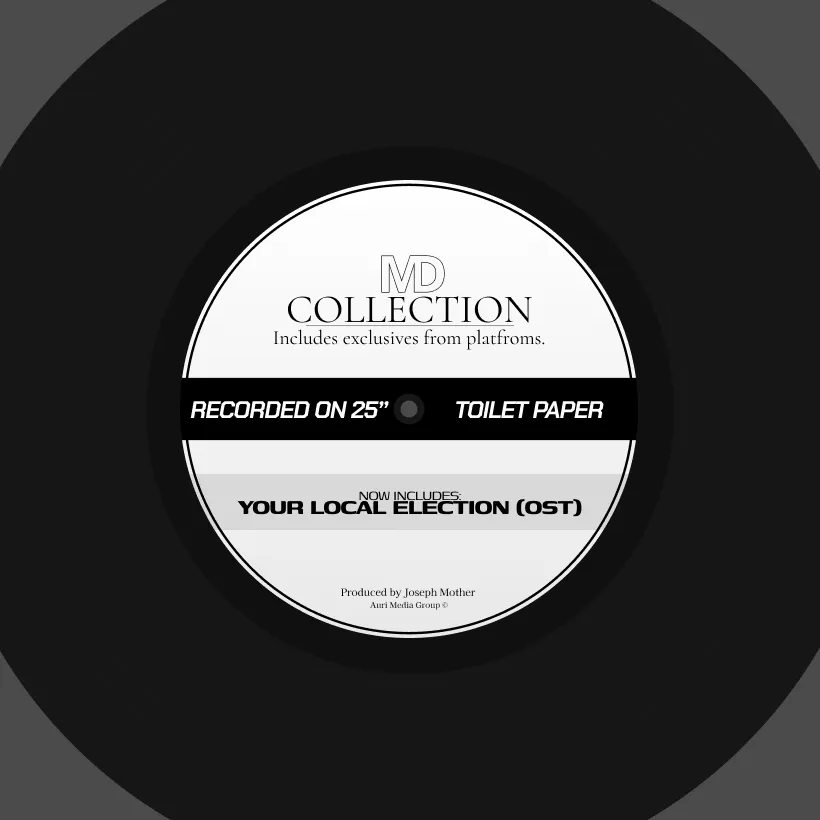 MD
COLLECTION
Includes exclusives from platfroms.
RECORDED ON 25” TOILET PAPER
NOW INCLUDES:
YOUR LOCAL ELECTION (OST)
Produced by Joseph Mother
Auri Media Group ©